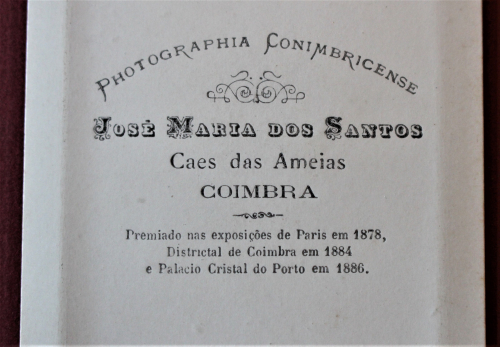 PHOTOGRAPHIA CONIMBRICENSE
JOSÉ MARIA DOS SANTOS
Caes das Ameias
COIMBRA
Premiado nas exposições de Paris em 1878,
Districtal de Coimbra em 1884
e Palacio Cristal do Porto em 1886.